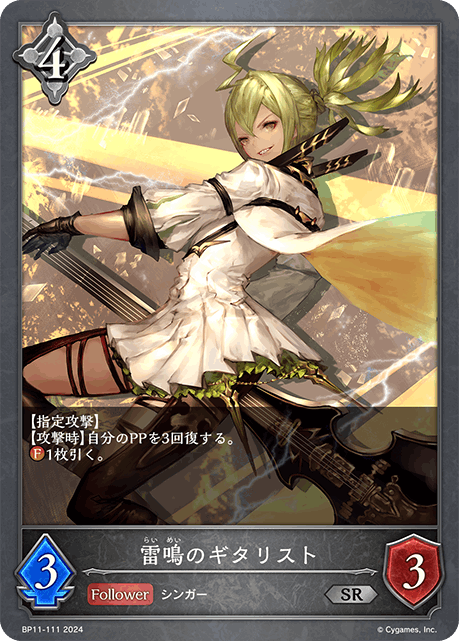 4
【指定攻撃】
【攻撃時】自分のPPを3回復する。
F 1枚引く。
らい めい
雷鳴のギタリスト
3
Follower シンガー
SR
3
BP11-111 2024
© Cygames, Inc.